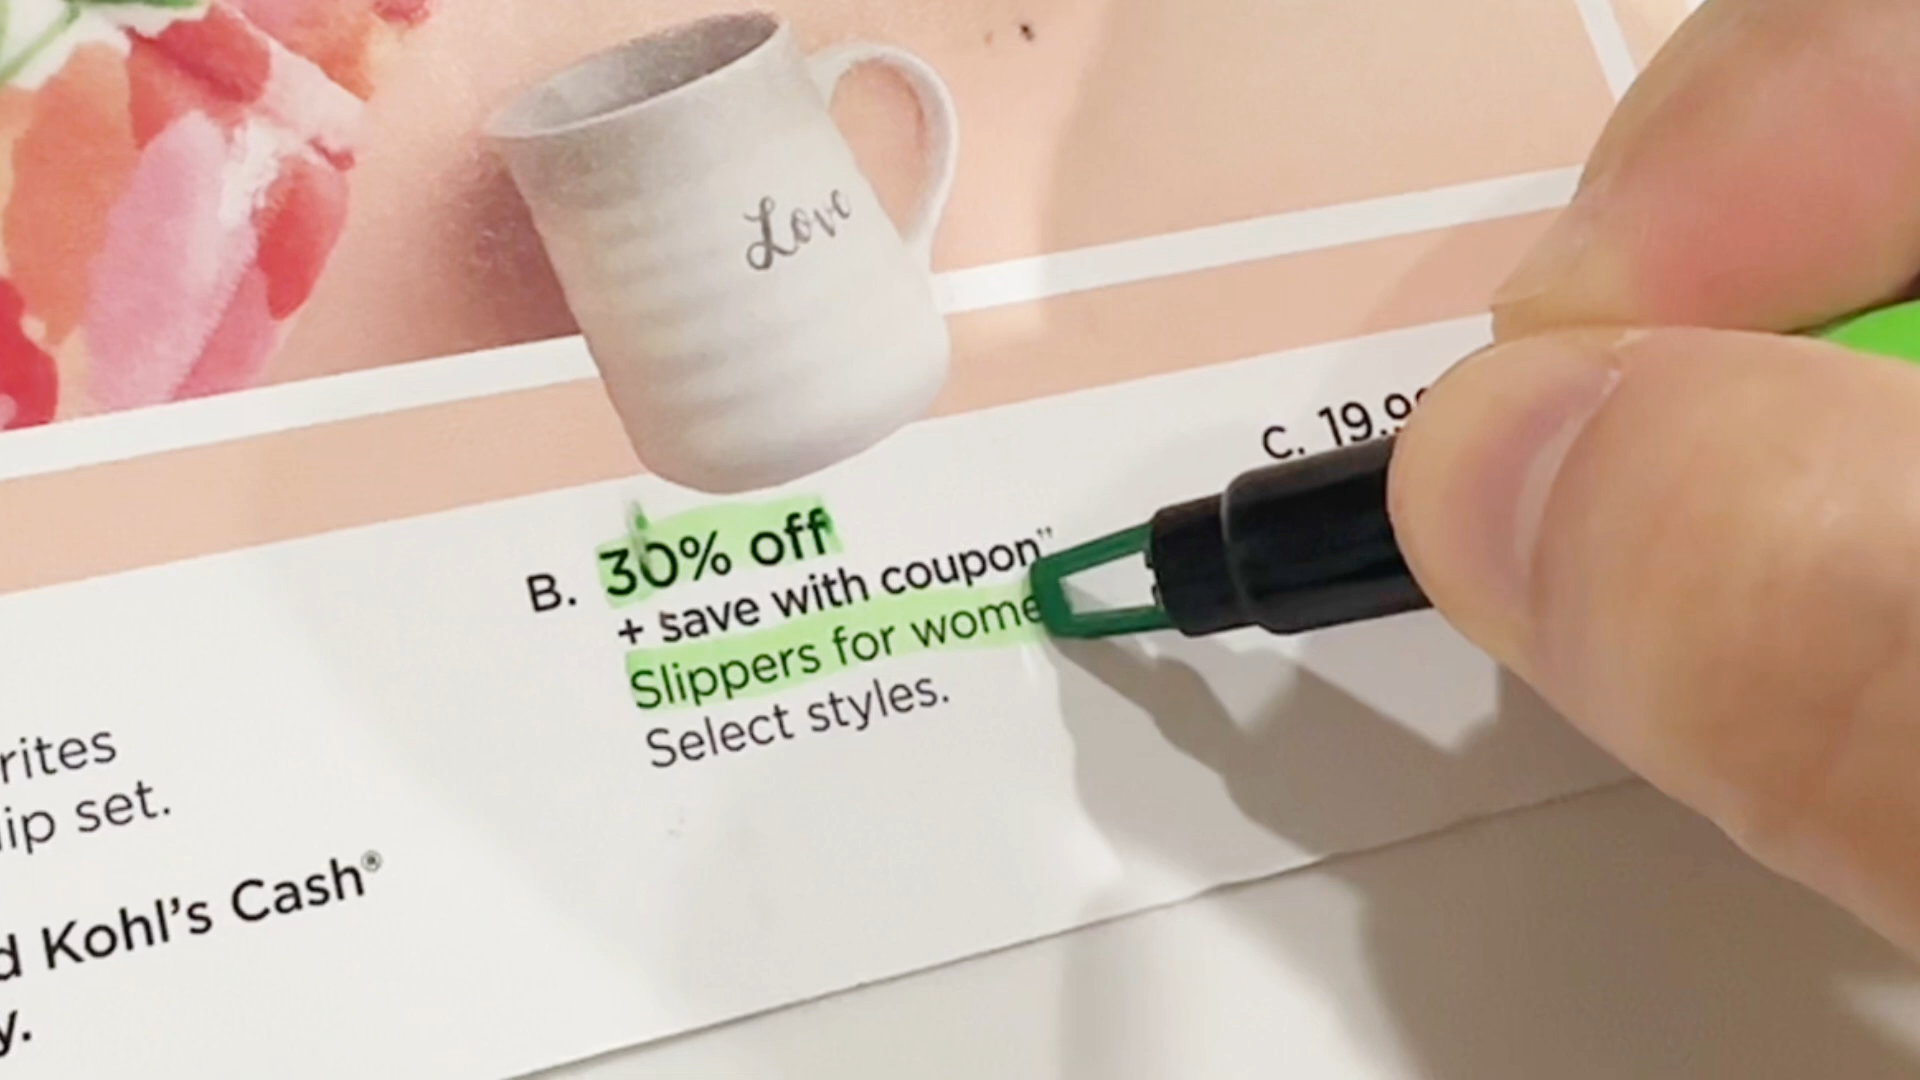 Love
C. 19.9
B. 30% off
+ save with coupon
Slippers for wome
Select styles.
rites
ip set.
d Kohl's Cash®
y.